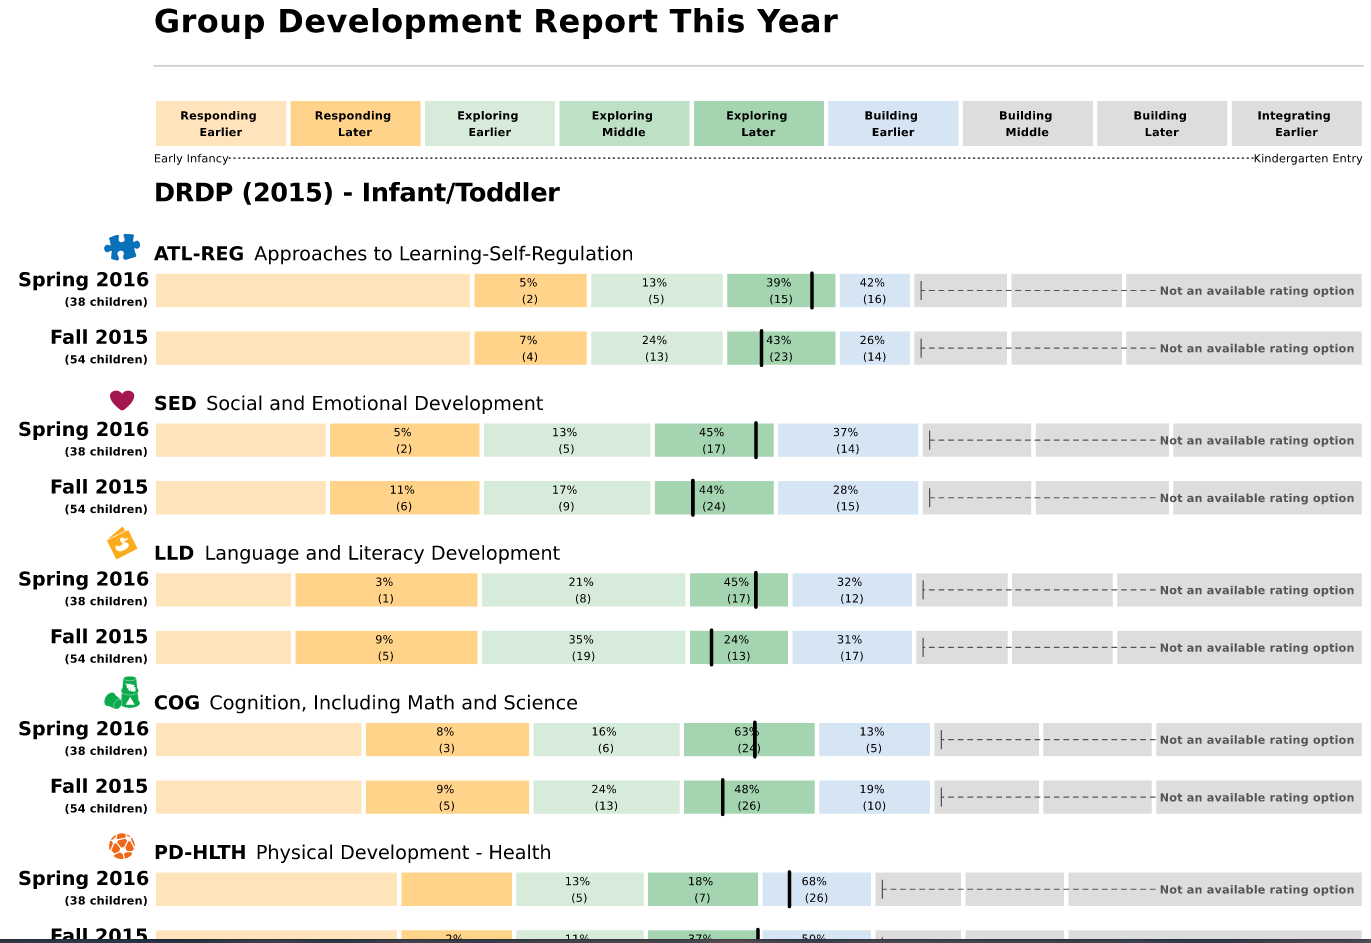 Group Development Report This Year
Responding Earlier
Responding Later
Exploring Earlier
Exploring Middle
Exploring Later
Building Earlier
Building Middle
Building Later
Integrating Earlier
Early Infancy Kindergarten Entry
DRDP (2015) - Infant/Toddler
ATL-REG Approaches to Learning-Self-Regulation
Spring 2016 5% 13% 39% 42%
(38 children) (2) (5) (15) (16) Not an available rating option
Fall 2015 7% 24% 43% 26%
(54 children) (4) (13) (23) (14) Not an available rating option
SED Social and Emotional Development
Spring 2016 5% 13% 45% 37%
(38 children) (2) (5) (17) (14) Not an available rating option
Fall 2015 11% 17% 44% 28%
(54 children) (6) (9) (24) (15) Not an available rating option
LLD Language and Literacy Development
Spring 2016 3% 21% 45% 32%
(38 children) (1) (8) (17) (12) Not an available rating option
Fall 2015 9% 35% 24% 31%
(54 children) (5) (19) (13) (17) Not an available rating option
COG Cognition, Including Math and Science
Spring 2016 8% 16% 63% 13%
(38 children) (3) (6) (24) (5) Not an available rating option
Fall 2015 9% 24% 48% 19%
(54 children) (5) (13) (26) (10) Not an available rating option
PD-HLTH Physical Development - Health
Spring 2016 13% 18% 68%
(38 children) (5) (7) (26) Not an available rating option
Fall 2015 2% 11% 37% 50%